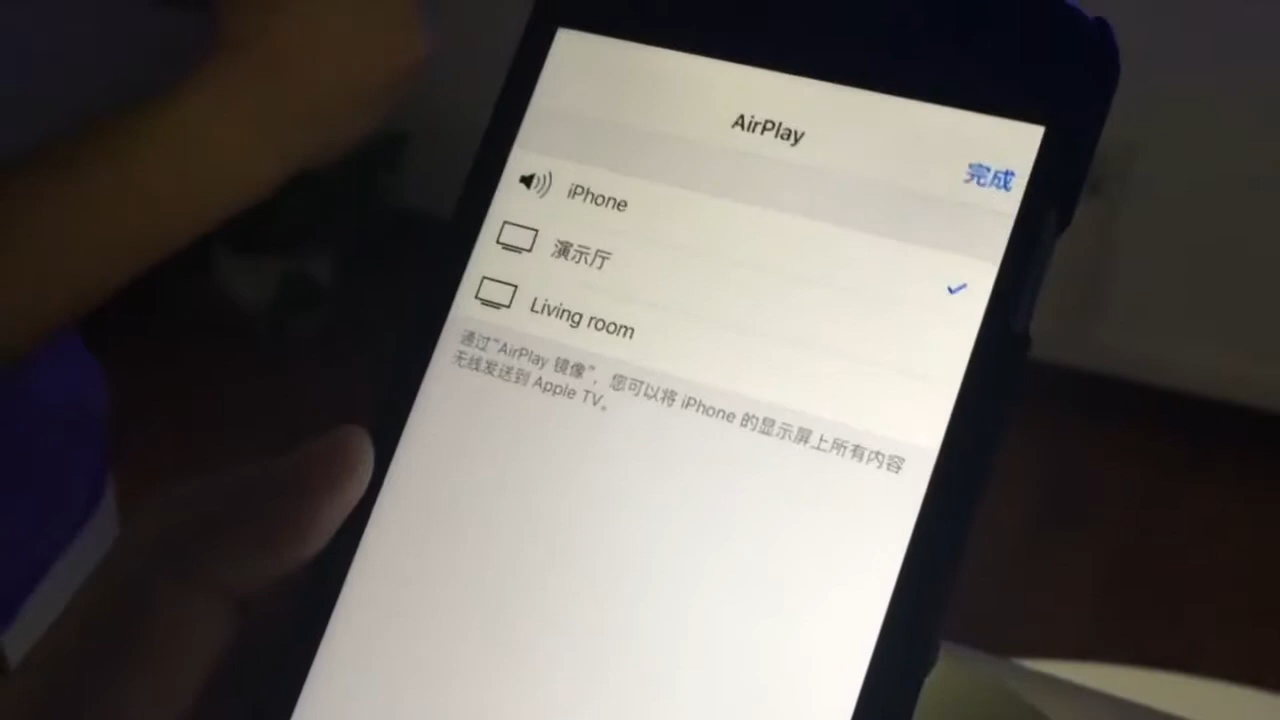 AirPlay
完成
iPhone
演示厅
Living room
通过“AirPlay 镜像”，您可以将 iPhone 的显示屏上所有内容
无线发送到 Apple TV。